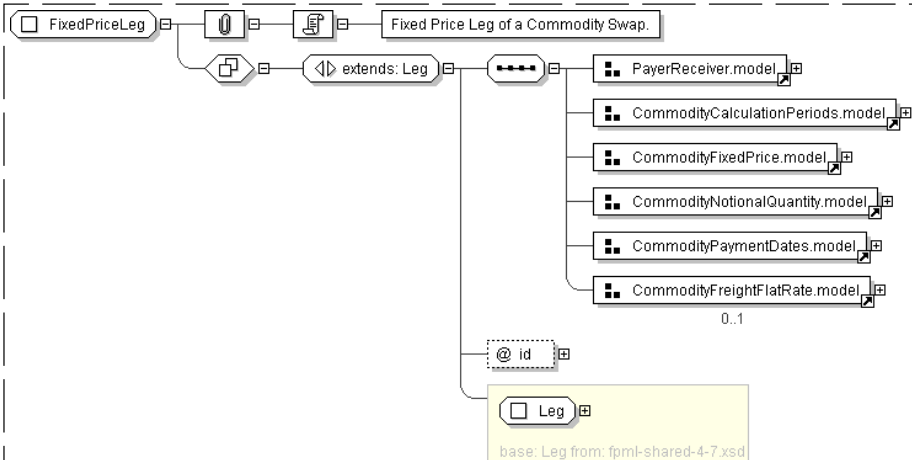 FixedPriceLeg
Fixed Price Leg of a Commodity Swap.
extends: Leg
PayerReceiver.model
CommodityCalculationPeriods.model
CommodityFixedPrice.model
CommodityNotionalQuantity.model
CommodityPaymentDates.model
CommodityFreightFlatRate.model
0..1
@ id
Leg
base: Leg from: fpml-shared-4-7.xsd